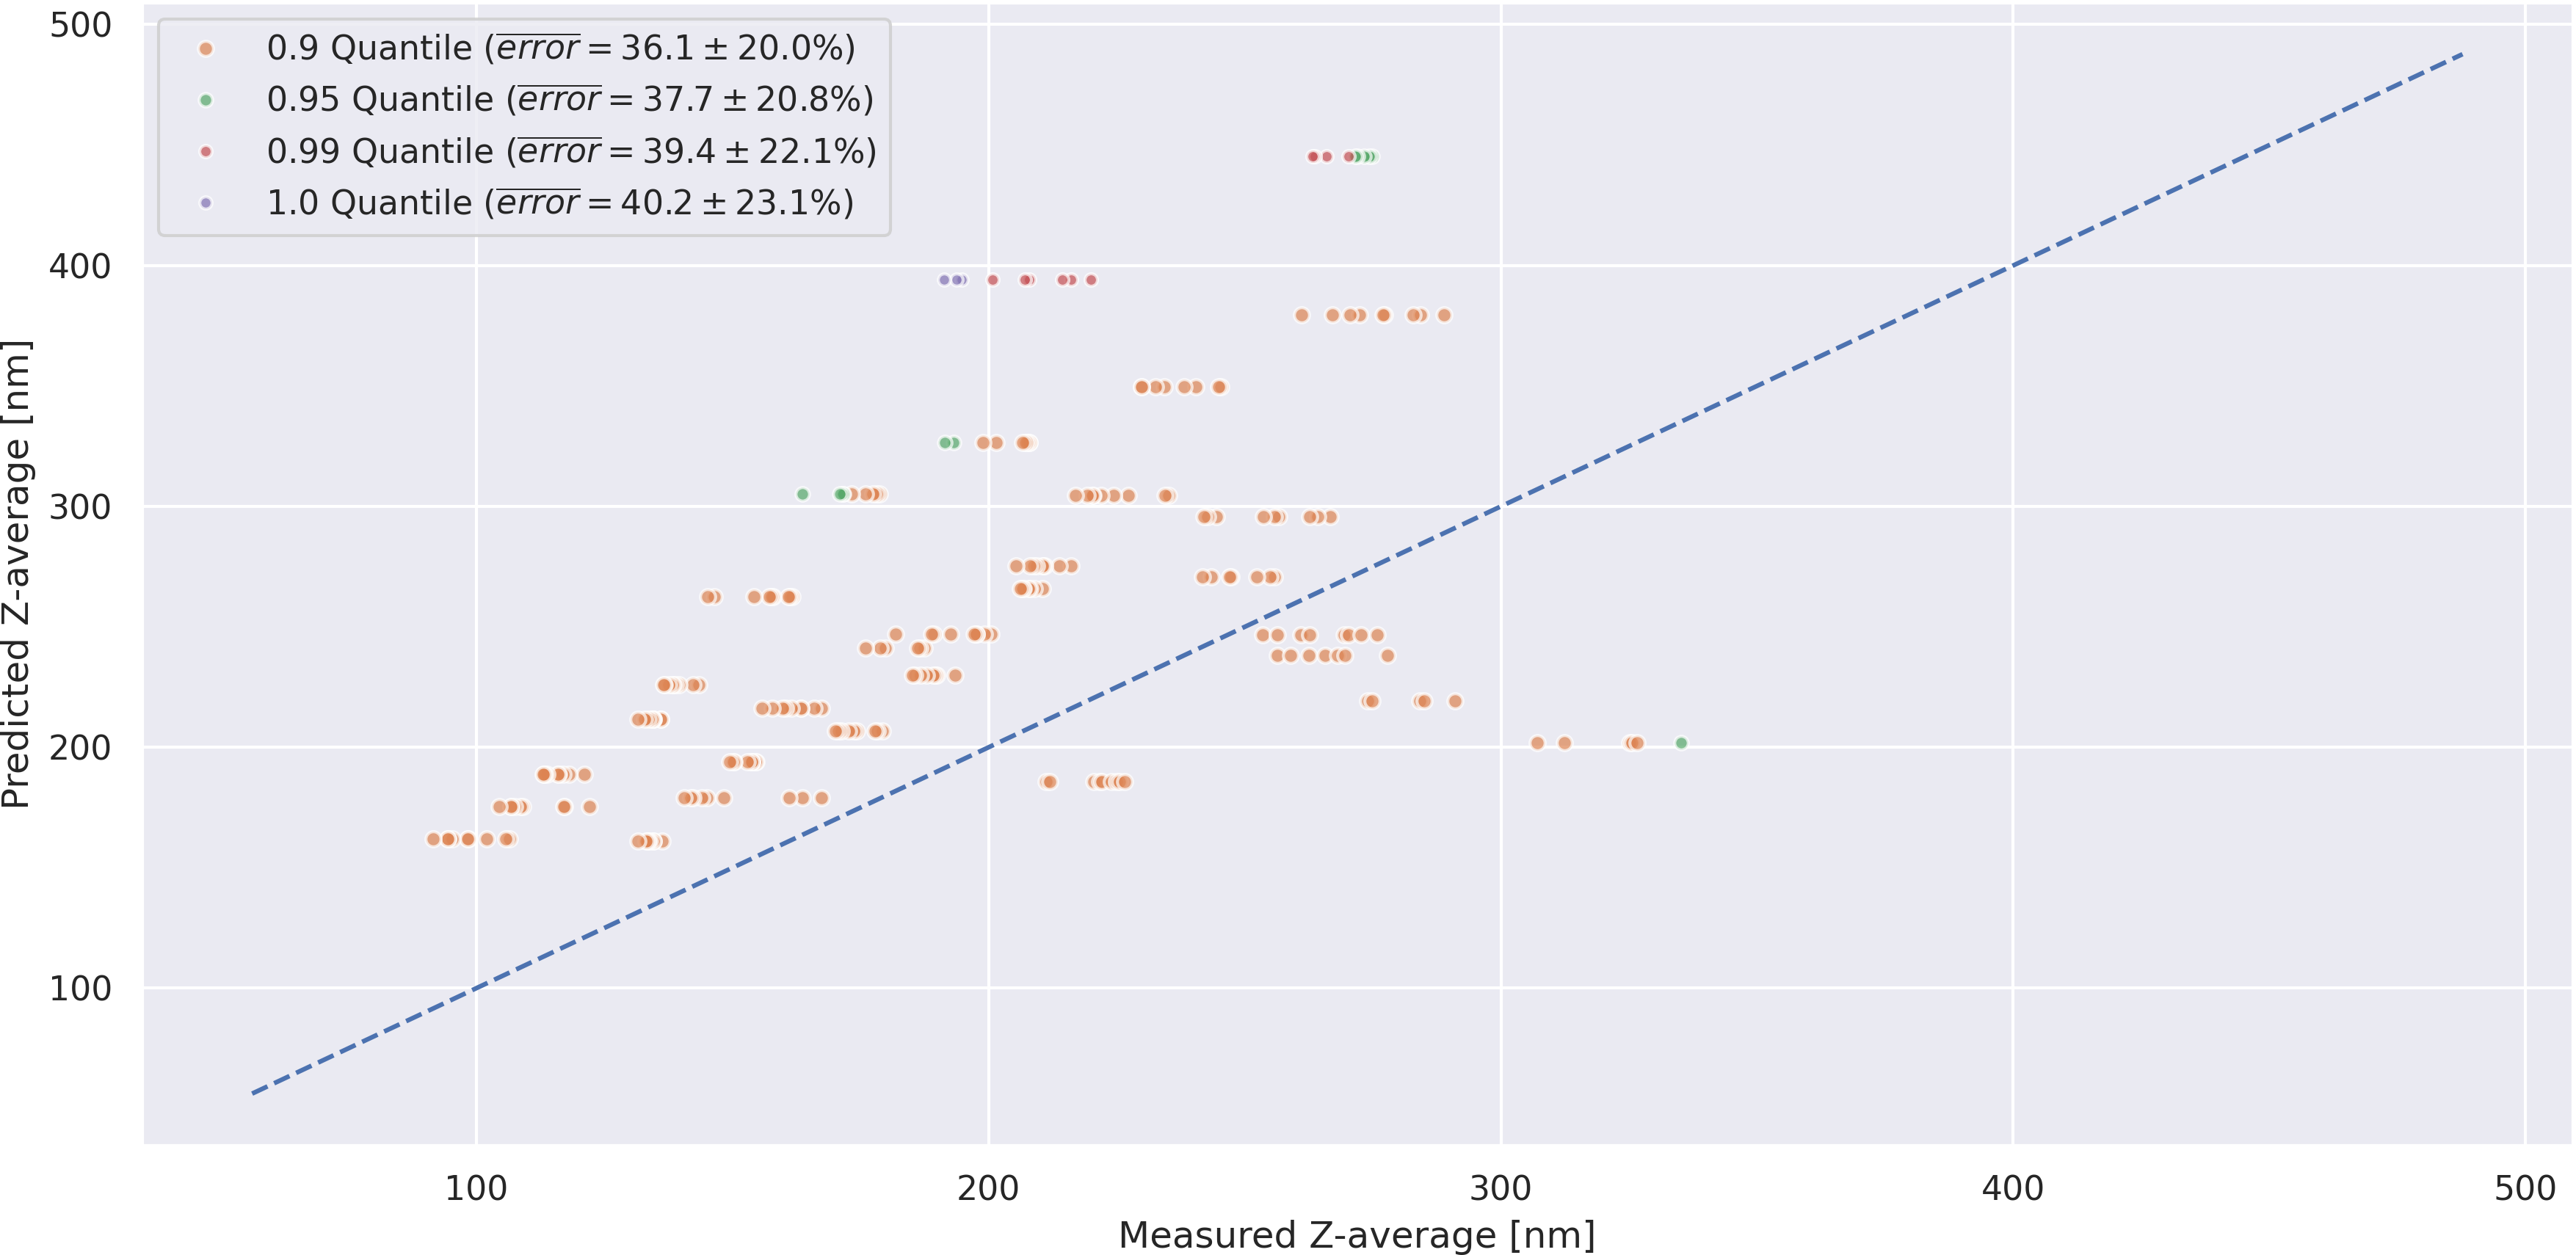 500
400
300
200
100
Predicted Z-average [nm]
0.9 Quantile (error = 36.1 ± 20.0%)
0.95 Quantile (error = 37.7 ± 20.8%)
0.99 Quantile (error = 39.4 ± 22.1%)
1.0 Quantile (error = 40.2 ± 23.1%)
100 200 300 400 500
Measured Z-average [nm]